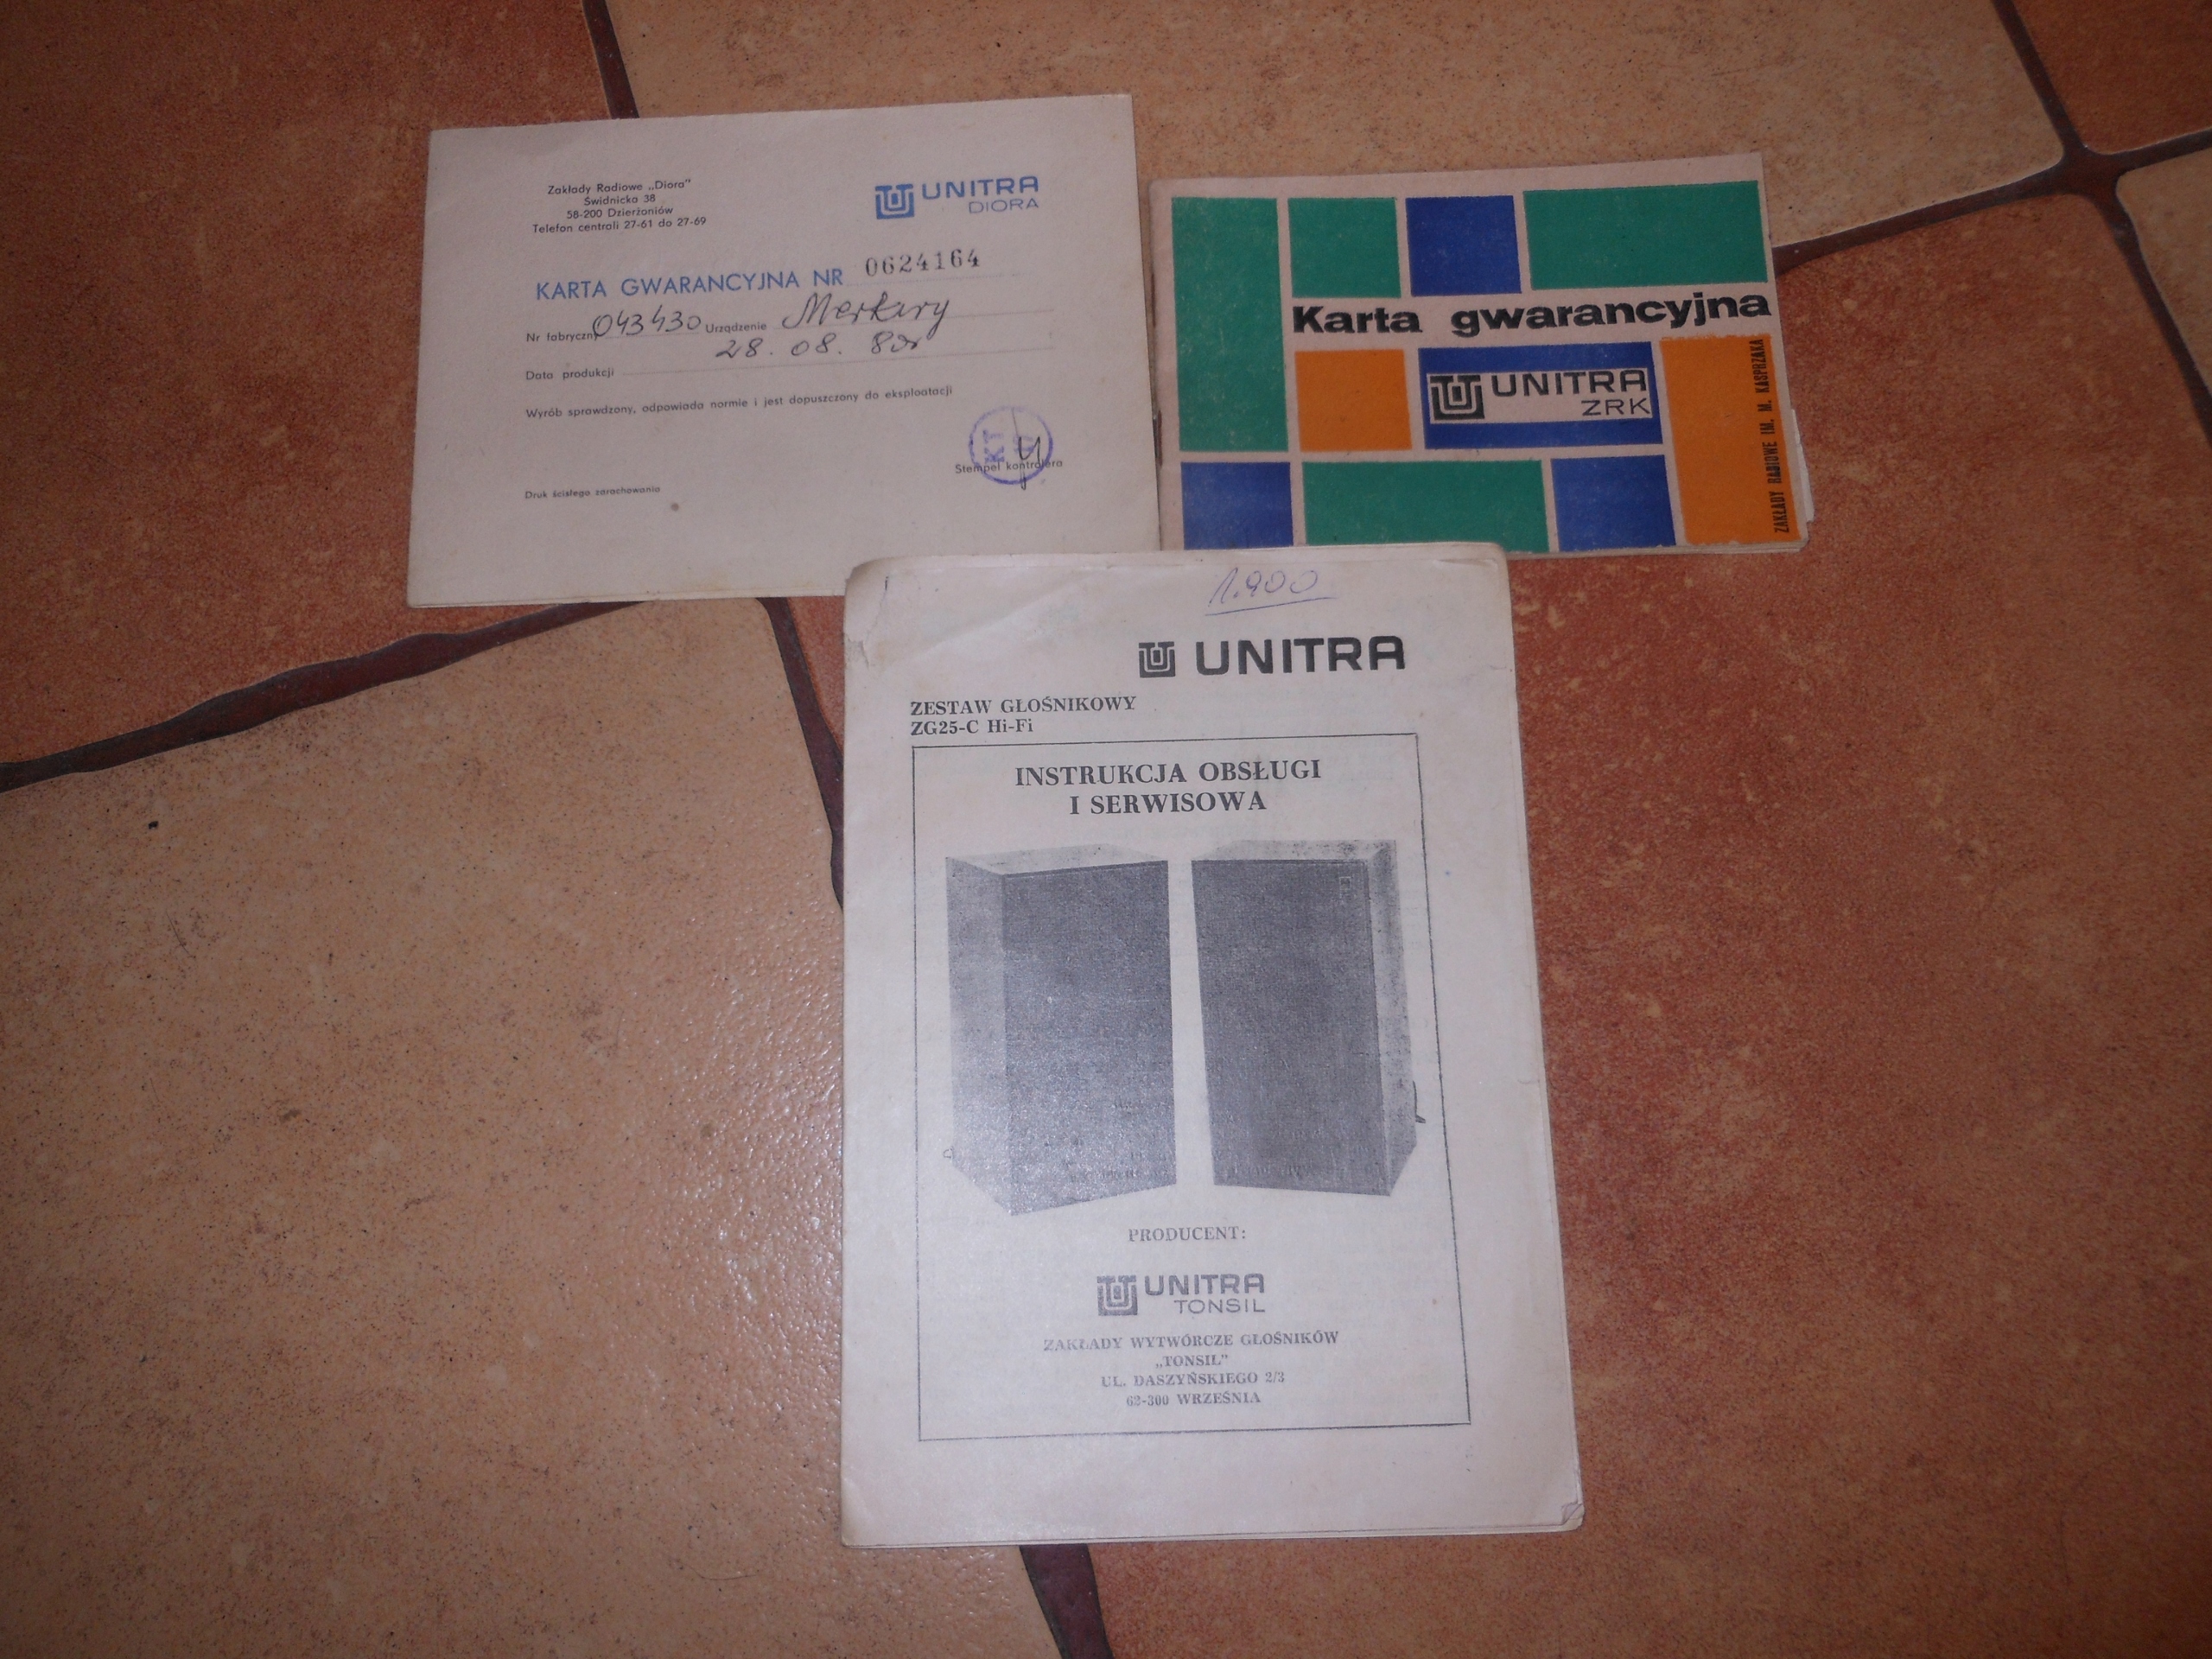 Zakłady Radiowe „Diora”
Świdnicka 38
58-200 Dzierżoniów
Telefon centrali 27-61 do 27-69
UNITRA
DIORA
KARTA GWARANCYJNA NR 0624164
Nr fabryczny 043430 Urządzenie Merkury
28. 08. 80r
Data produkcji
Wyrób sprawdzony, odpowiada normie i jest dopuszczony do eksploatacji
KT
Stempel kontrolera
Druk ścisłego zarachowania
Karta gwarancyjna
UNITRA
ZRK
ZAKŁADY RADIOWE IM. M. KASPRZAKA
1.900
UNITRA
ZESTAW GŁOŚNIKOWY
ZG25-C Hi-Fi
INSTRUKCJA OBSŁUGI
I SERWISOWA
PRODUCENT:
UNITRA
TONSIL
ZAKŁADY WYTWÓRCZE GŁOŚNIKÓW
„TONSIL”
UL. DASZYŃSKIEGO 2/3
62-300 WRZEŚNIA